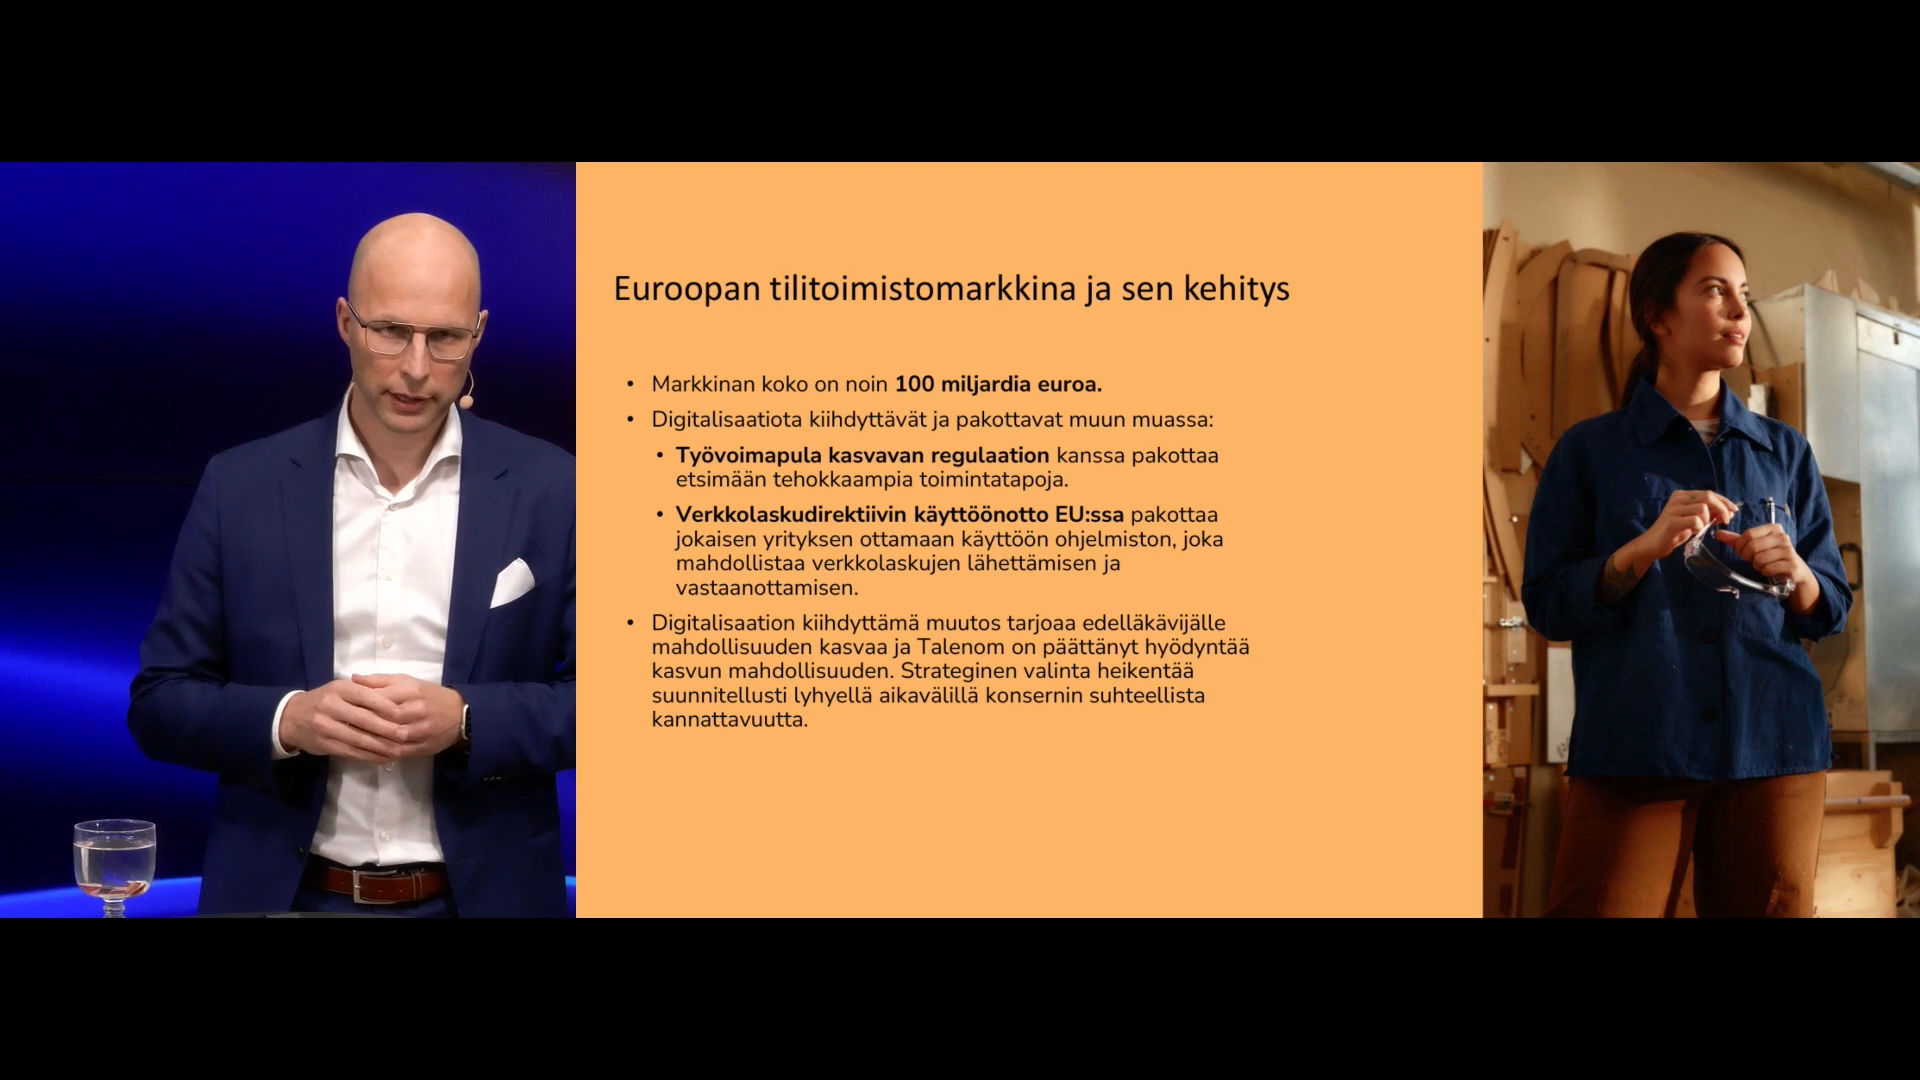 Euroopan tilitoimistomarkkina ja sen kehitys
• Markkinan koko on noin 100 miljardia euroa.
• Digitalisaatiota kiihdyttävät ja pakottavat muun muassa:
• Työvoimapula kasvavan regulaation kanssa pakottaa
etsimään tehokkaampia toimintatapoja.
• Verkkolaskudirektiivin käyttöönotto EU:ssa pakottaa
jokaisen yrityksen ottamaan käyttöön ohjelmiston, joka
mahdollistaa verkkolaskujen lähettämisen ja
vastaanottamisen.
• Digitalisaation kiihdyttämä muutos tarjoaa edelläkävijälle
mahdollisuuden kasvaa ja Talenom on päättänyt hyödyntää
kasvun mahdollisuuden. Strateginen valinta heikentää
suunnitellusti lyhyellä aikavälillä konsernin suhteellista
kannattavuutta.